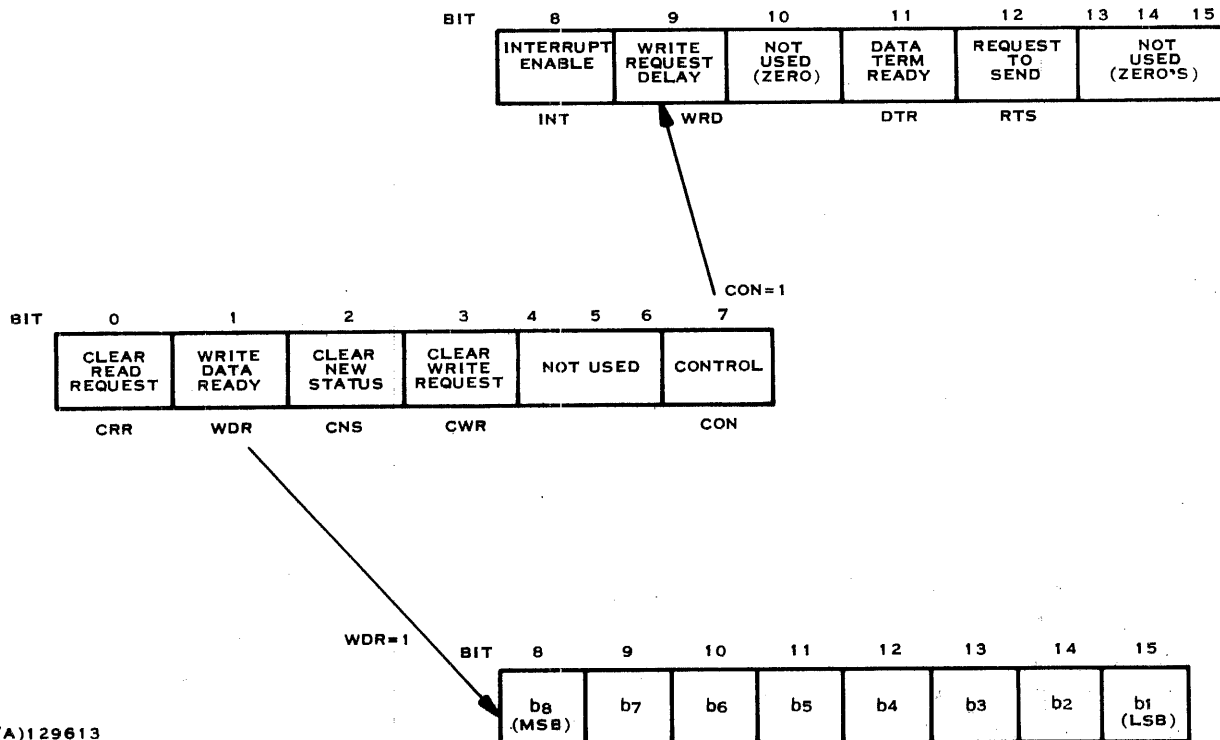 BIT 8 9 10 11 12 13 14 15
INTERRUPT ENABLE
WRITE REQUEST DELAY
NOT USED (ZERO)
DATA TERM READY
REQUEST TO SEND
NOT USED (ZERO'S)
INT WRD DTR RTS
CON=1
BIT 0 1 2 3 4 5 6 7
CLEAR READ REQUEST
WRITE DATA READY
CLEAR NEW STATUS
CLEAR WRITE REQUEST
NOT USED
CONTROL
CRR WDR CNS CWR CON
WDR=1
BIT 8 9 10 11 12 13 14 15
b8 (MSB)
b7
b6
b5
b4
b3
b2
b1 (LSB)
A)129613